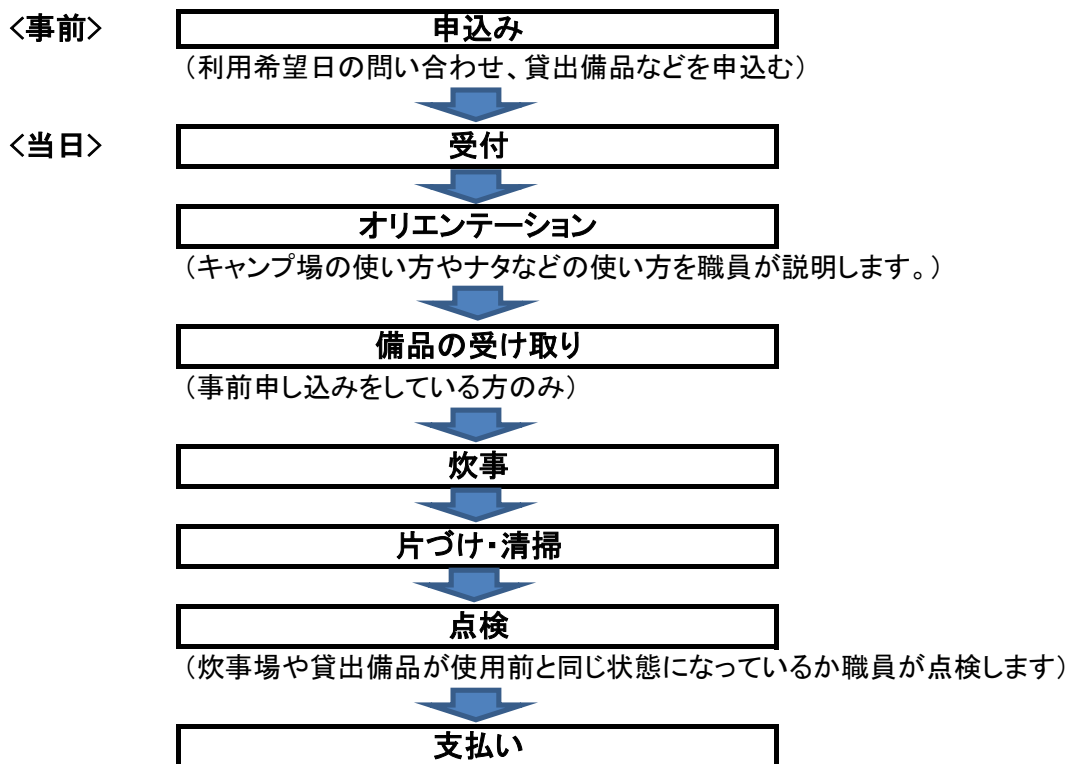 <事前> 申込み
(利用希望日の問い合わせ、貸出備品などを申込む)
<当日> 受付
オリエンテーション
(キャンプ場の使い方やナタなどの使い方を職員が説明します。)
備品の受け取り
(事前申し込みをしている方のみ)
炊事
片づけ・清掃
点検
(炊事場や貸出備品が使用前と同じ状態になっているか職員が点検します)
支払い